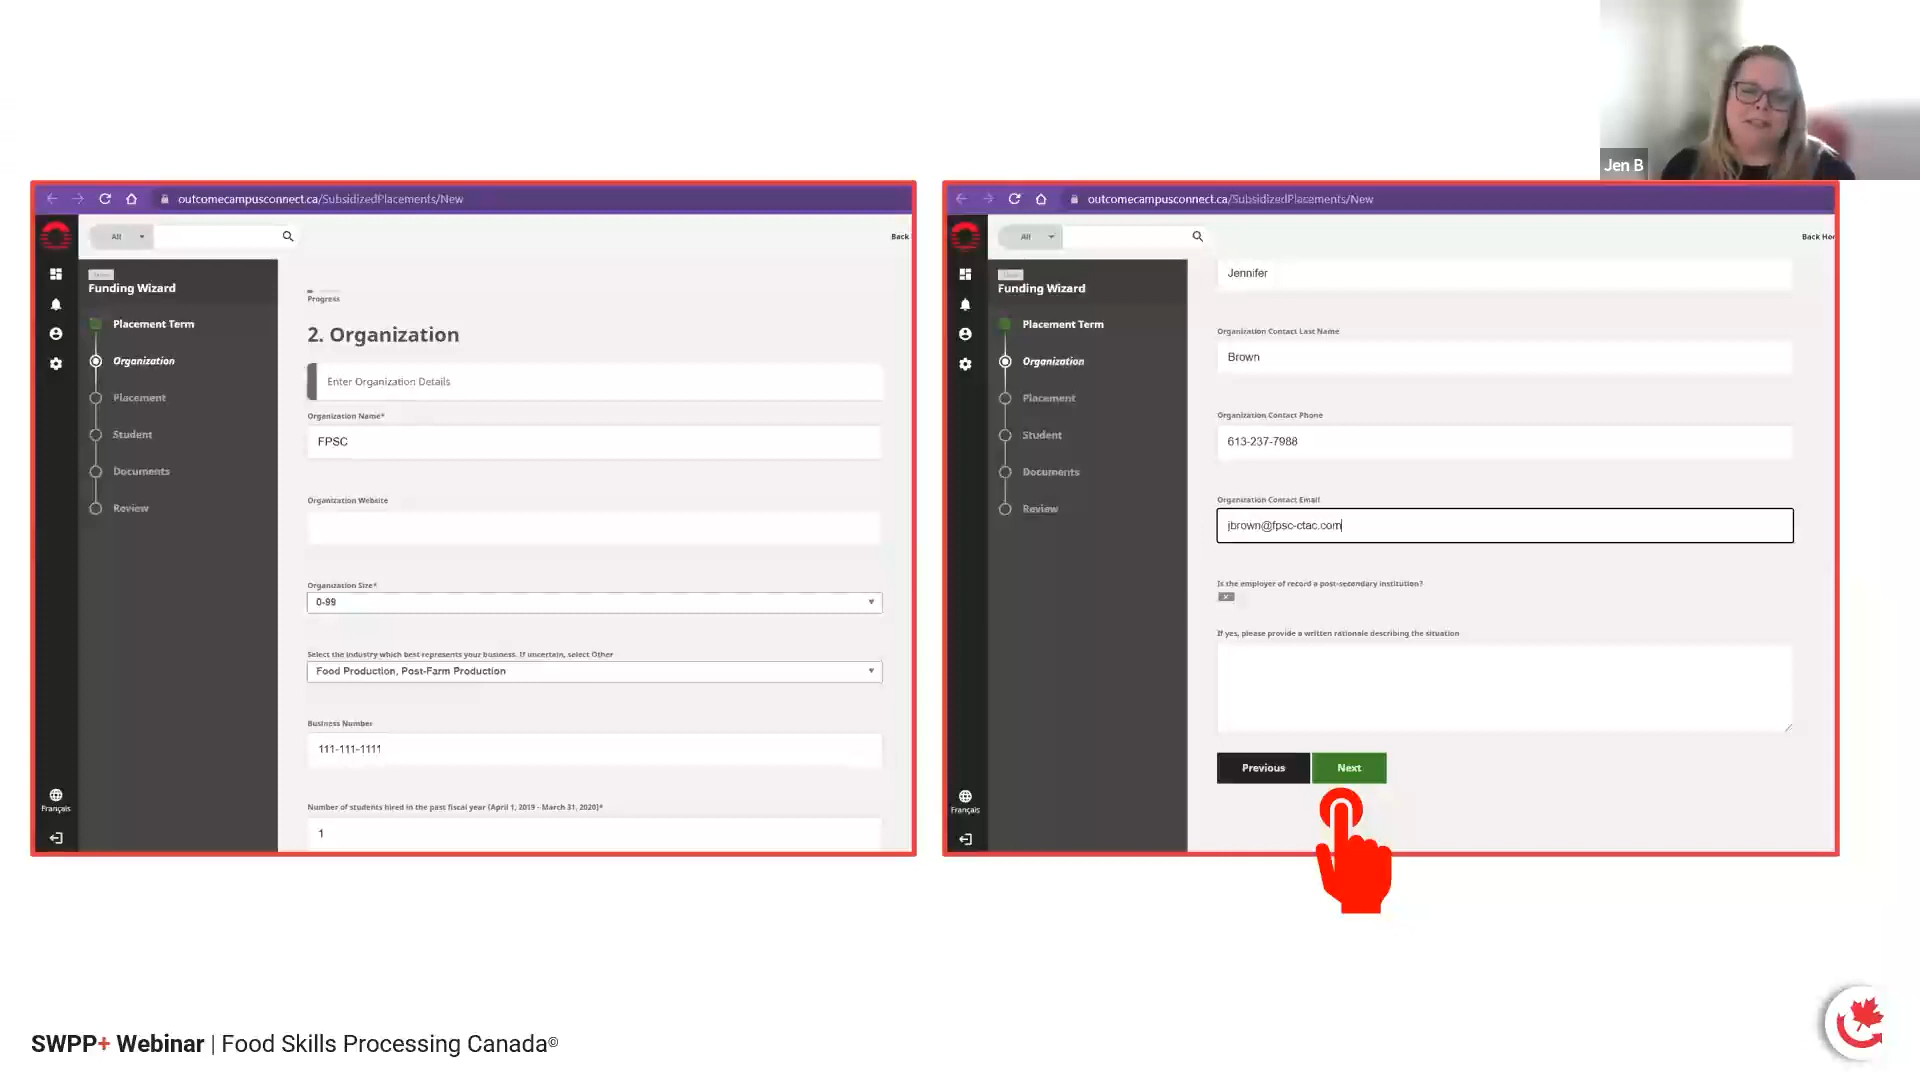 Jen B
outcomecampusconnect.ca/SubsidizedPlacements/New
All
Back
Funding Wizard
Placement Term
Organization
Placement
Student
Documents
Review
Français
Progress
2. Organization
Enter Organization Details
Organization Name*
FPSC
Organization Website
Organization Size*
0-99
Select the industry which best represents your business. If uncertain, select Other
Food Production, Post-Farm Production
Business Number
111-111-1111
Number of students hired in the past fiscal year (April 1, 2019 - March 31, 2020)*
1
outcomecampusconnect.ca/SubsidizedPlacements/New
All
Back Hom
Funding Wizard
Placement Term
Organization
Placement
Student
Documents
Review
Français
Jennifer
Organization Contact Last Name
Brown
Organization Contact Phone
613-237-7988
Organization Contact Email
jbrown@fpsc-ctac.com
Is the employer of record a post-secondary institution?
If yes, please provide a written rationale describing the situation
Previous
Next
SWPP+ Webinar | Food Skills Processing Canada©